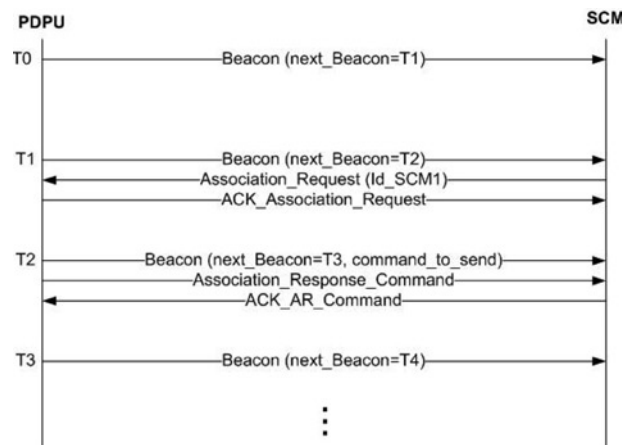 PDPU
SCM
T0
Beacon (next_Beacon=T1)
T1
Beacon (next_Beacon=T2)
Association_Request (Id_SCM1)
ACK_Association_Request
T2
Beacon (next_Beacon=T3, command_to_send)
Association_Response_Command
ACK_AR_Command
T3
Beacon (next_Beacon=T4)